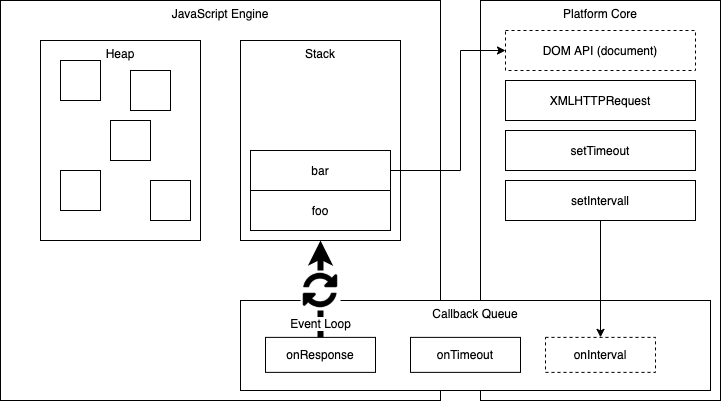 JavaScript Engine
Platform Core
Heap
Stack
DOM API (document)
XMLHTTPRequest
setTimeout
bar
setIntervall
foo
Callback Queue
Event Loop
onResponse
onTimeout
onInterval